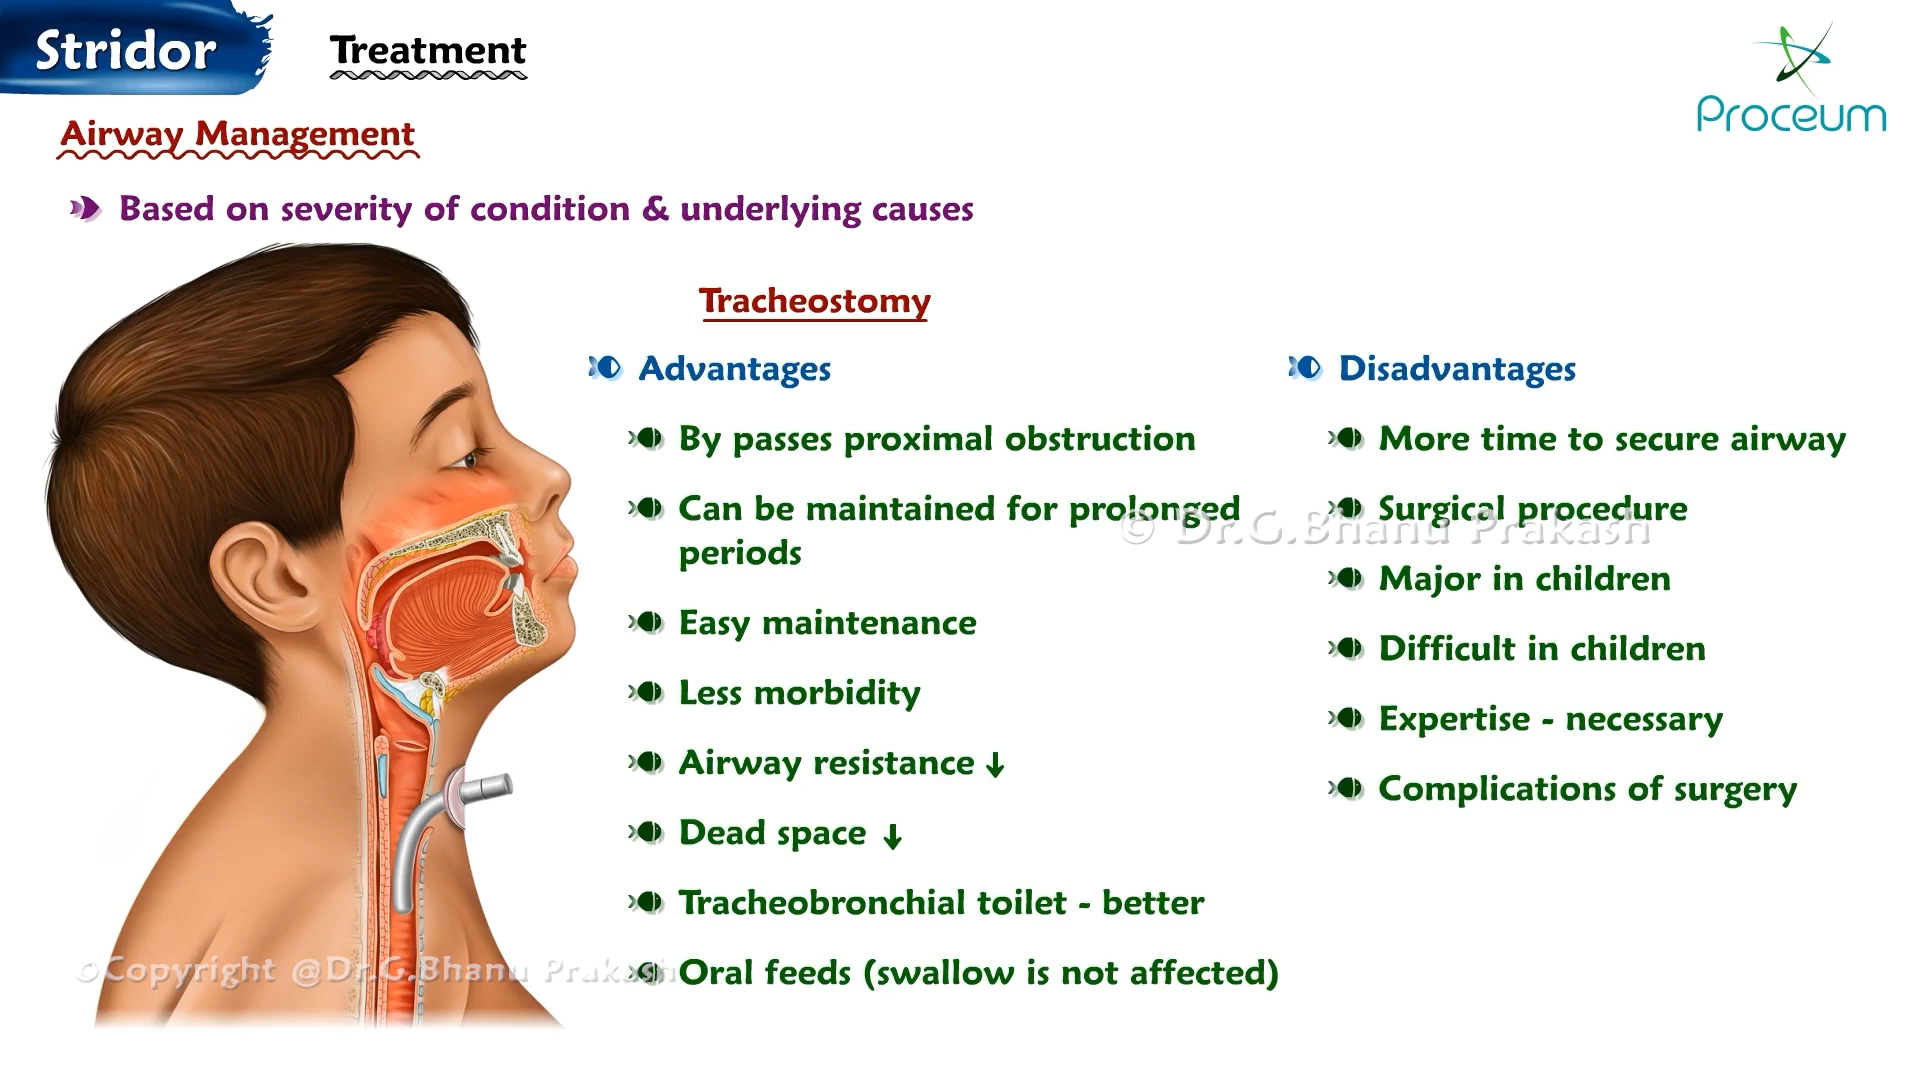 Stridor
Treatment
Proceum
Airway Management
Based on severity of condition & underlying causes
Tracheostomy
Advantages
By passes proximal obstruction
Can be maintained for prolonged
periods
Easy maintenance
Less morbidity
Airway resistance ↓
Dead space ↓
Tracheobronchial toilet - better
Oral feeds (swallow is not affected)
Disadvantages
More time to secure airway
Surgical procedure
Major in children
Difficult in children
Expertise - necessary
Complications of surgery
© Dr.G.Bhanu Prakash
©Copyright @Dr.G.Bhanu Prakash